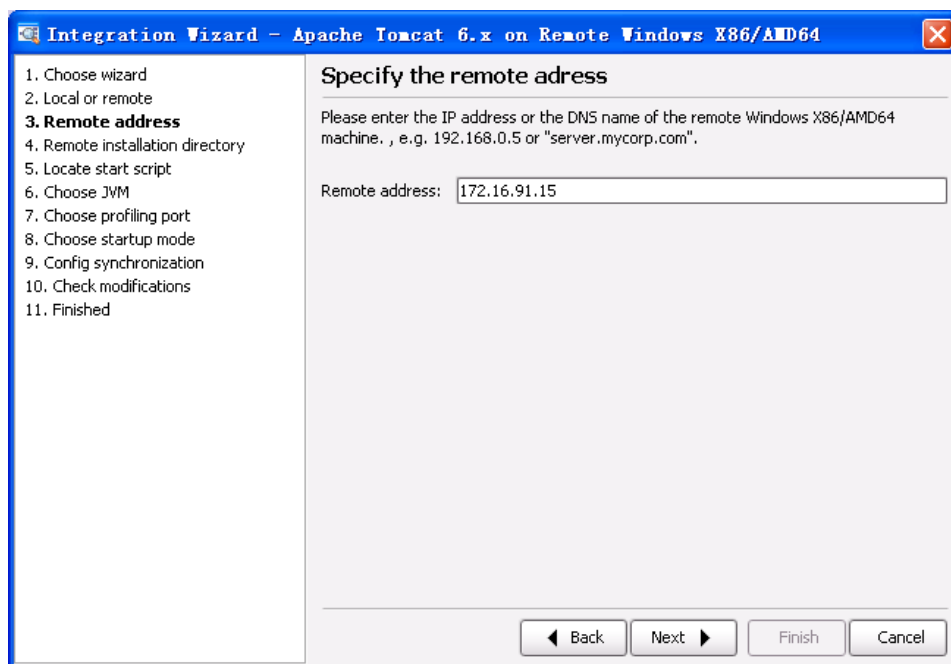 Integration Wizard - Apache Tomcat 6.x on Remote Windows X86/AMD64
1. Choose wizard
2. Local or remote
3. Remote address
4. Remote installation directory
5. Locate start script
6. Choose JVM
7. Choose profiling port
8. Choose startup mode
9. Config synchronization
10. Check modifications
11. Finished
Specify the remote adress
Please enter the IP address or the DNS name of the remote Windows X86/AMD64
machine. , e.g. 192.168.0.5 or "server.mycorp.com".
Remote address: 172.16.91.15
Back Next Finish Cancel